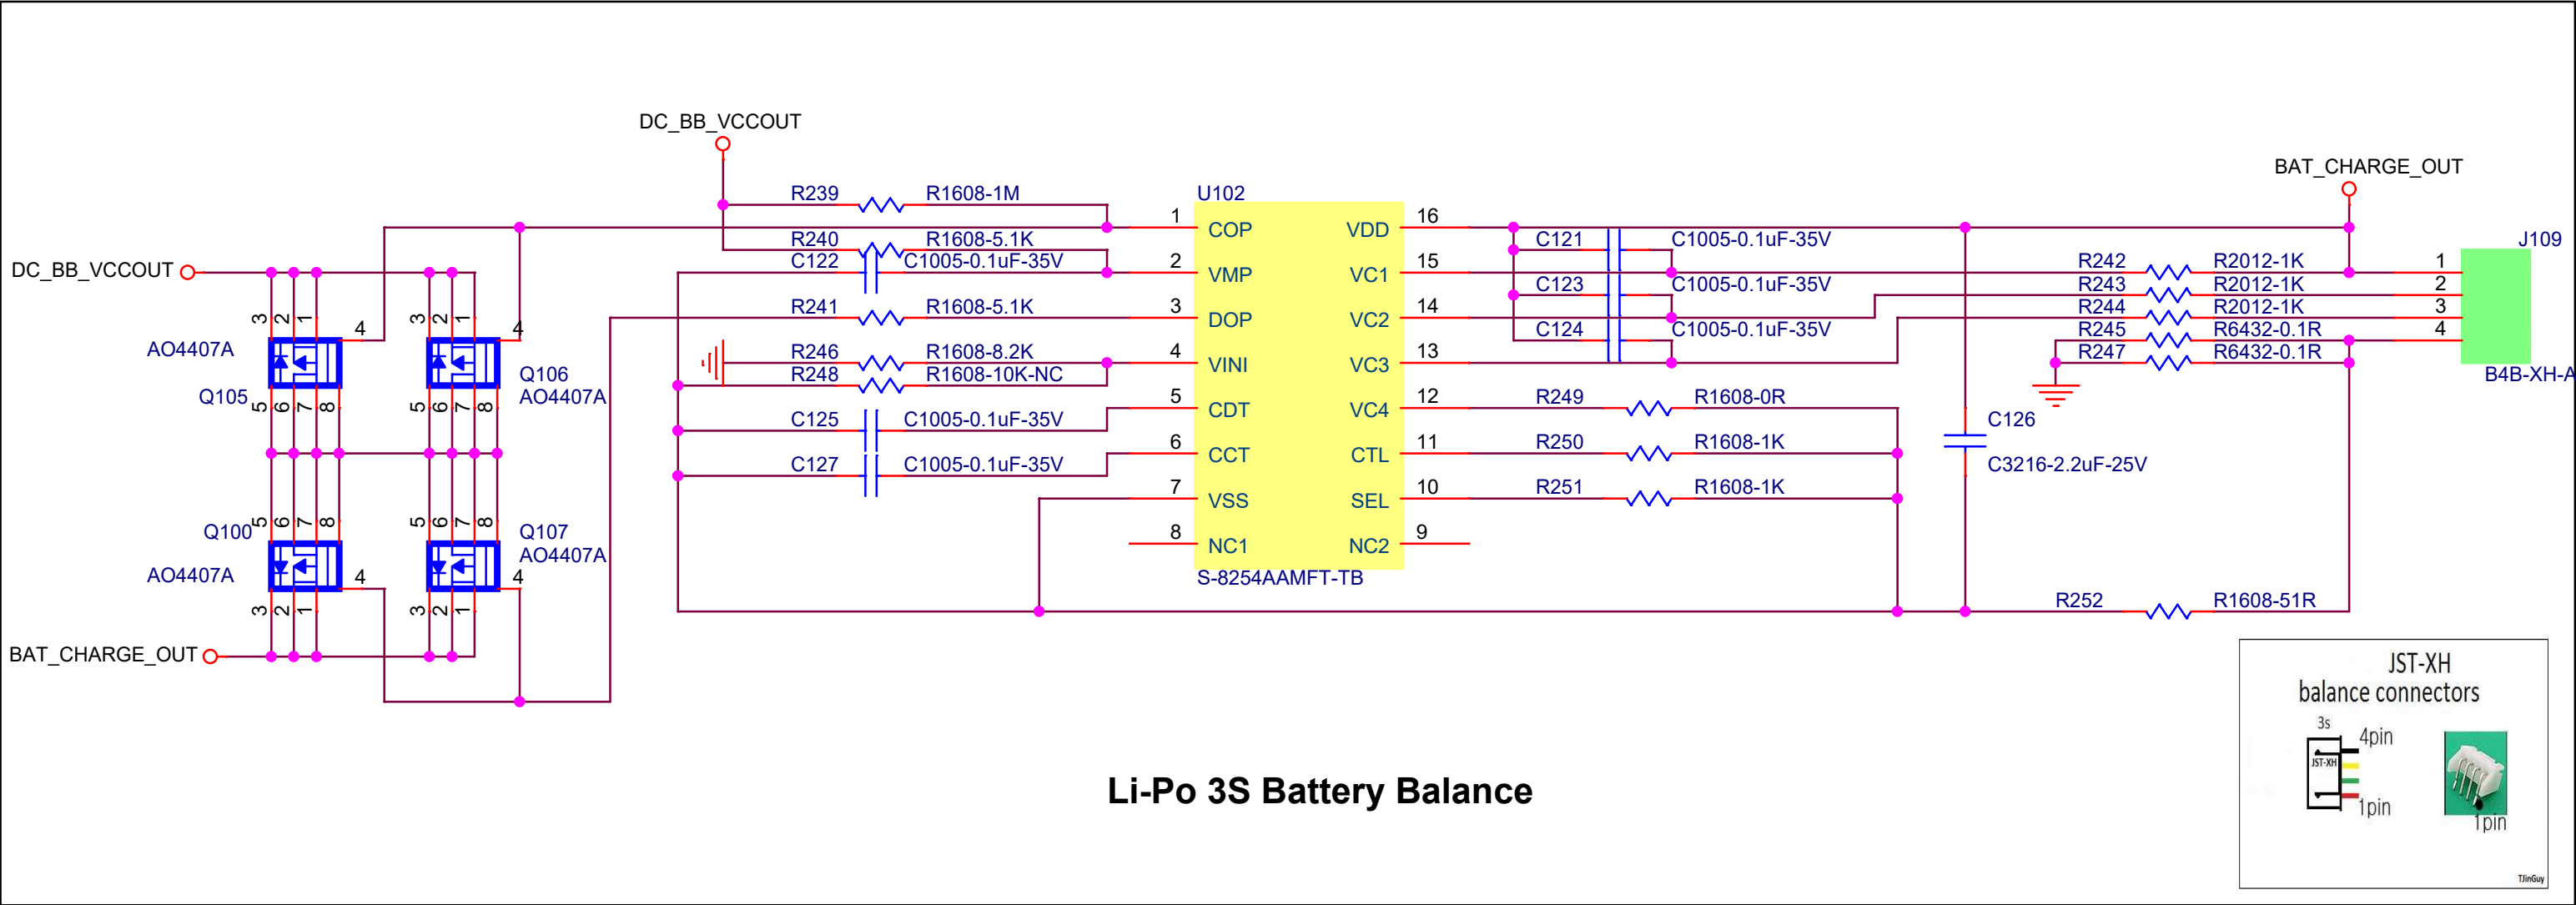 DC_BB_VCCOUT
BAT_CHARGE_OUT
R239 R1608-1M
U102
J109
1 COP VDD 16
R240 R1608-5.1K
C121 C1005-0.1uF-35V
C122 C1005-0.1uF-35V
2 VMP VC1 15
R242 R2012-1K 1
DC_BB_VCCOUT
C123 C1005-0.1uF-35V
R243 R2012-1K 2
R241 R1608-5.1K
3 DOP VC2 14
R244 R2012-1K 3
3 2 1 4
3 2 1 4
C124 C1005-0.1uF-35V
R245 R6432-0.1R 4
AO4407A
R246 R1608-8.2K
4 VINI VC3 13
R247 R6432-0.1R
R248 R1608-10K-NC
B4B-XH-A
Q105
Q106
AO4407A
5 6 7 8
5 6 7 8
5 CDT VC4 12
R249 R1608-0R
C125 C1005-0.1uF-35V
C126
6 CCT CTL 11
R250 R1608-1K
C127 C1005-0.1uF-35V
C3216-2.2uF-25V
7 VSS SEL 10
R251 R1608-1K
5 6 7 8
5 6 7 8
Q100
Q107
AO4407A
8 NC1 NC2 9
AO4407A
S-8254AAMFT-TB
4
4
3 2 1
3 2 1
R252 R1608-51R
BAT_CHARGE_OUT
JST-XH
balance connectors
3s
4pin
JST-XH
1pin
1pin
TJinGuy
Li-Po 3S Battery Balance